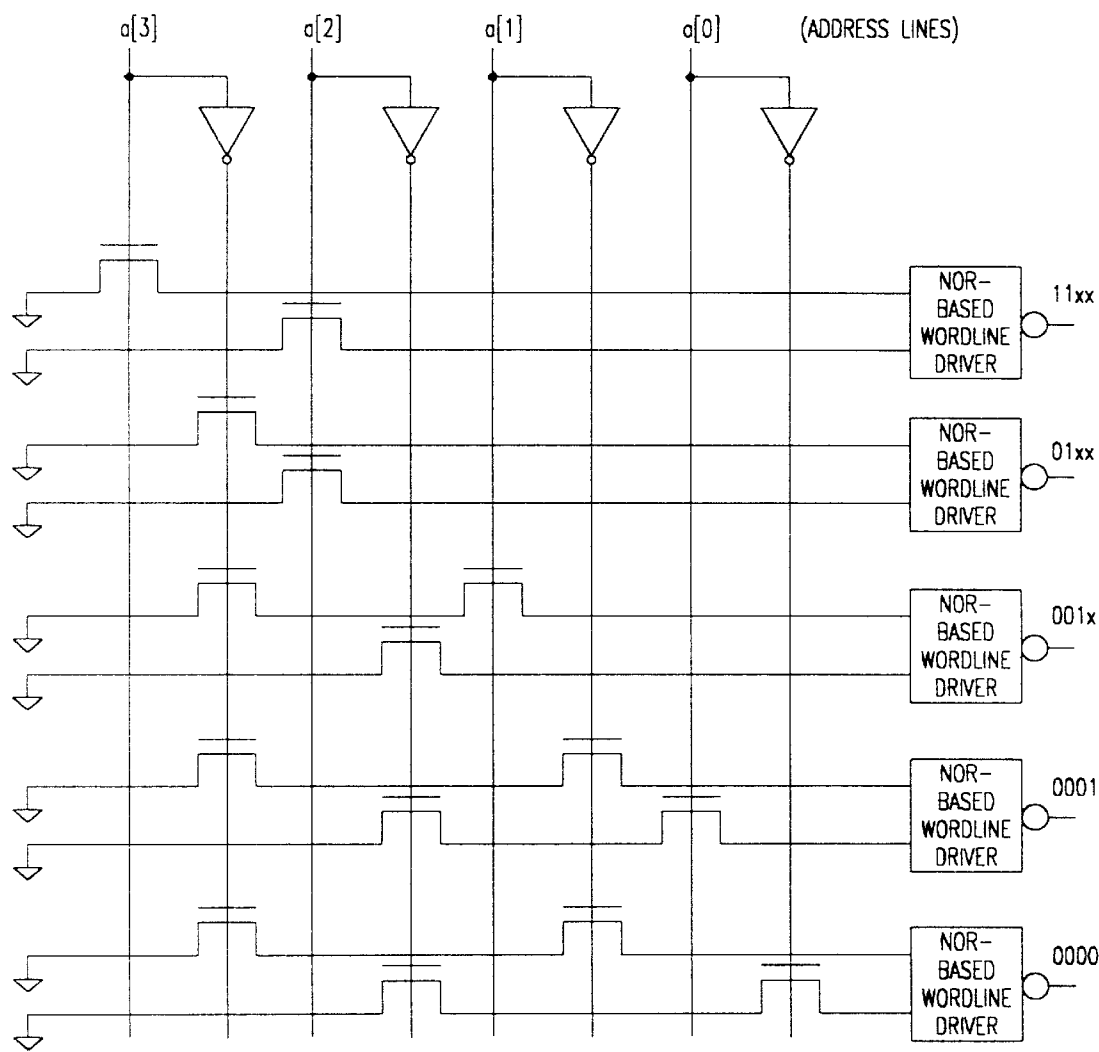 a[3] a[2] a[1] a[0] (ADDRESS LINES)
NOR-
BASED
WORDLINE
DRIVER
11xx
NOR-
BASED
WORDLINE
DRIVER
01xx
NOR-
BASED
WORDLINE
DRIVER
001x
NOR-
BASED
WORDLINE
DRIVER
0001
NOR-
BASED
WORDLINE
DRIVER
0000